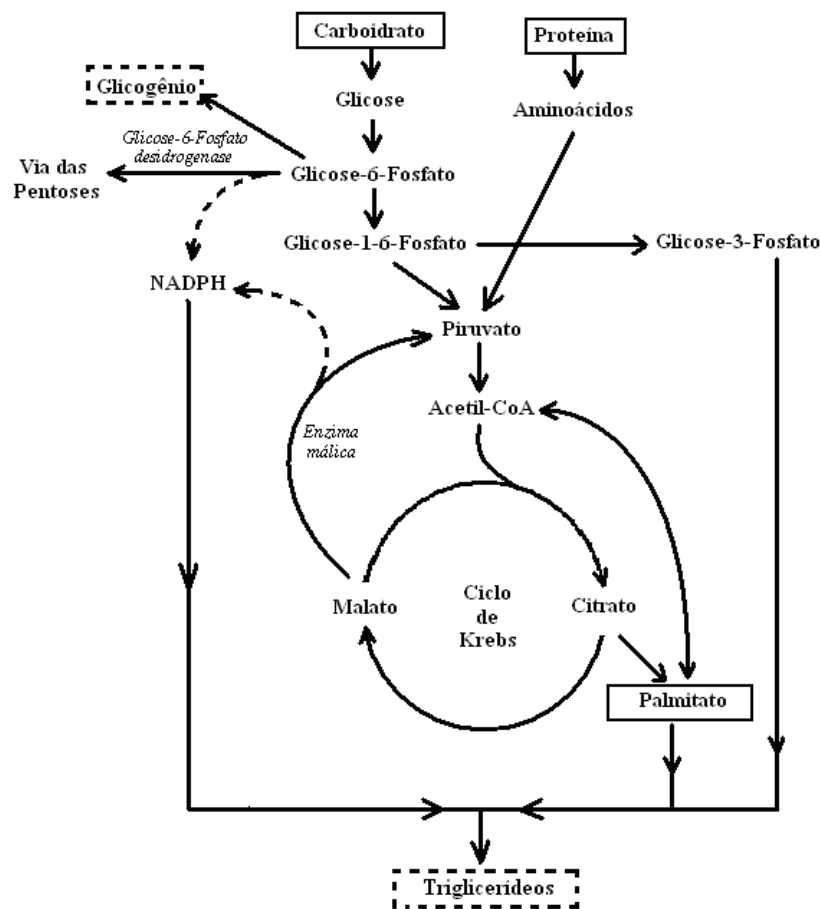 Carboidrato
Proteína
Glicogênio
Glicose
Aminoácidos
Glicose-6-Fosfato
desidrogenase
Via das
Pentoses
Glicose-6-Fosfato
Glicose-1-6-Fosfato
Glicose-3-Fosfato
NADPH
Piruvato
Acetil-CoA
Enzima
málica
Malato
Ciclo
de
Krebs
Citrato
Palmitato
Triglicerídeos